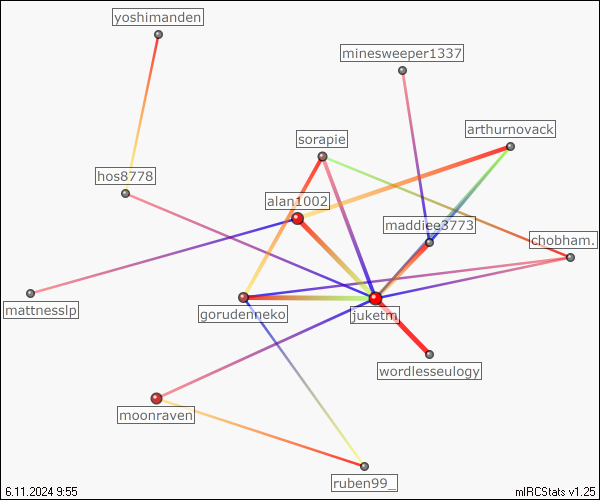 yoshimanden
minesweeper1337
arthurnovack
sorapie
hos8778
alan1002
maddiee3773
chobham.
mattnesslp
gorudenneko
juketm
wordlesseulogy
moonraven
ruben99_
6.11.2024 9:55
mIRCStats v1.25